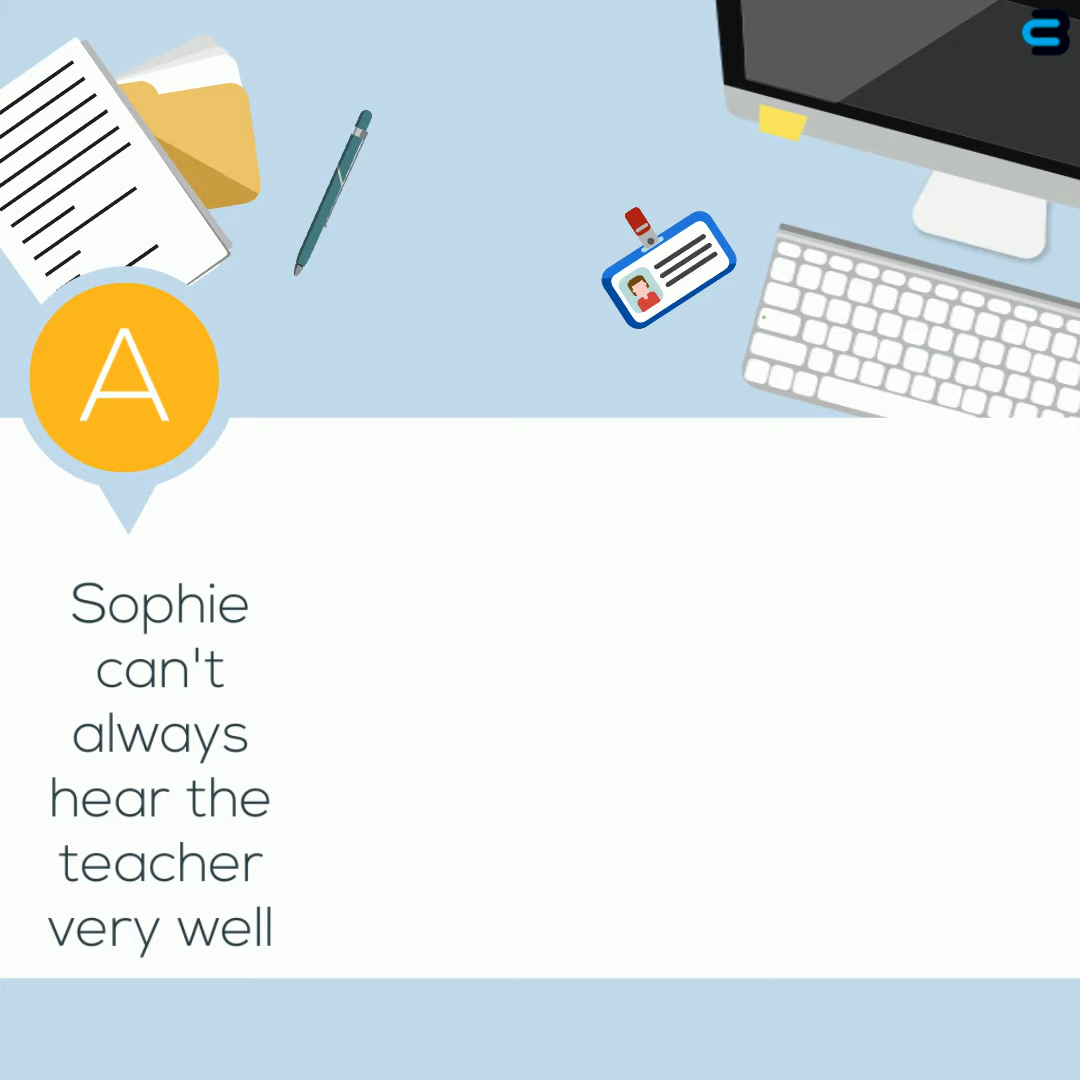 A
Sophie
can't
always
hear the
teacher
very well